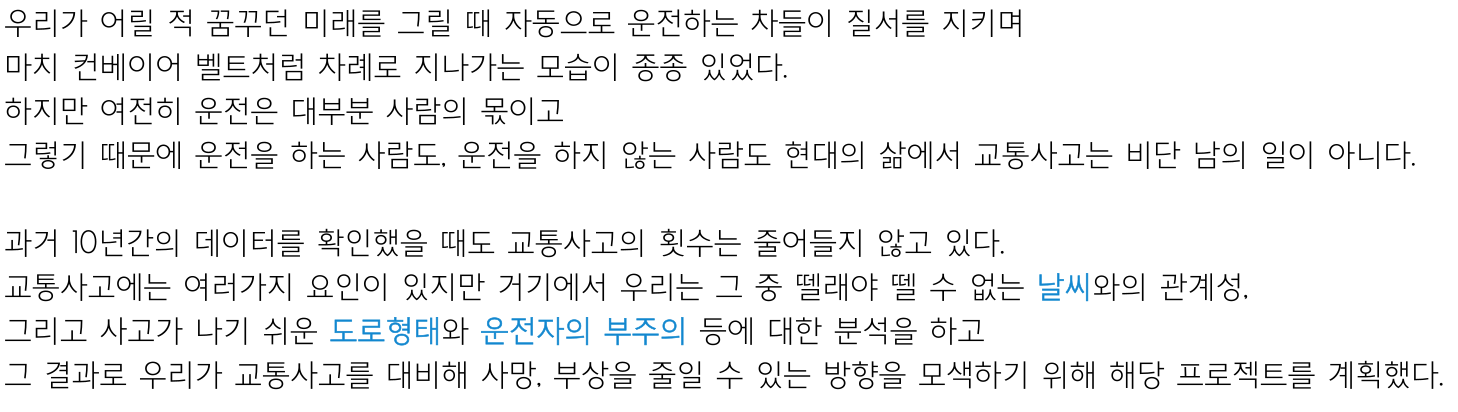 우리가 어릴 적 꿈꾸던 미래를 그릴 때 자동으로 운전하는 차들이 질서를 지키며
마치 컨베이어 벨트처럼 차례로 지나가는 모습이 종종 있었다.
하지만 여전히 운전은 대부분 사람의 몫이고
그렇기 때문에 운전을 하는 사람도, 운전을 하지 않는 사람도 현대의 삶에서 교통사고는 비단 남의 일이 아니다.
과거 10년간의 데이터를 확인했을 때도 교통사고의 횟수는 줄어들지 않고 있다.
교통사고에는 여러가지 요인이 있지만 거기에서 우리는 그 중 뗄래야 뗄 수 없는 날씨와의 관계성,
그리고 사고가 나기 쉬운 도로형태와 운전자의 부주의 등에 대한 분석을 하고
그 결과로 우리가 교통사고를 대비해 사망, 부상을 줄일 수 있는 방향을 모색하기 위해 해당 프로젝트를 계획했다.